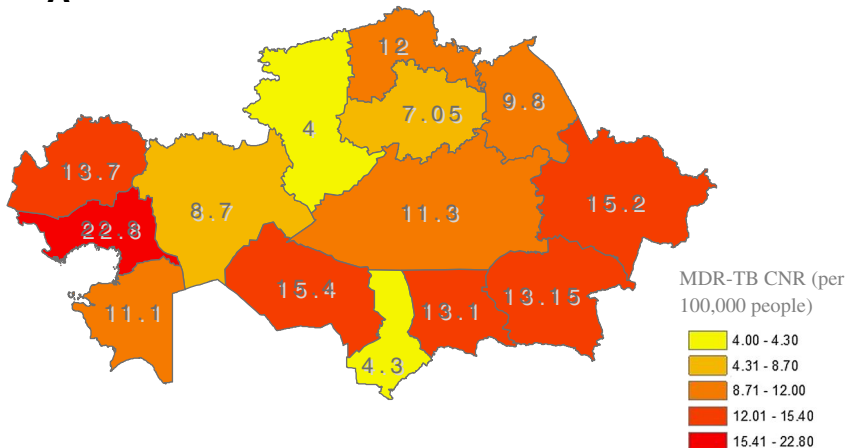 12
7.05
9.8
4
13.7
8.7
22.8
11.3
15.2
15.4
13.1
13.15
11.1
4.3
MDR-TB CNR (per
100,000 people)
4.00 - 4.30
4.31 - 8.70
8.71 - 12.00
12.01 - 15.40
15.41 - 22.80